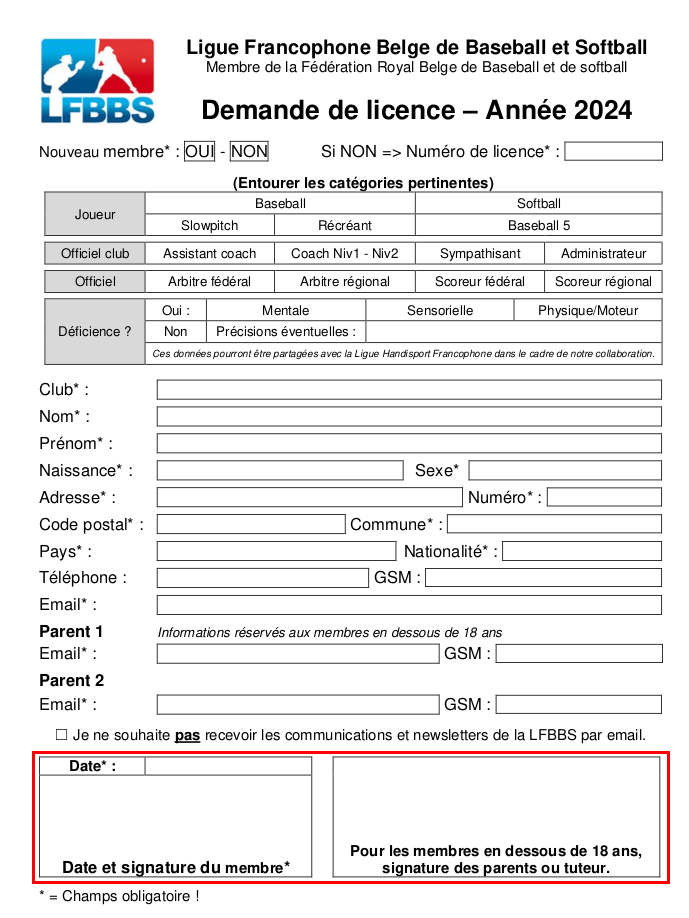 LFBBS
Ligue Francophone Belge de Baseball et Softball
Membre de la Fédération Royal Belge de Baseball et de softball
Demande de licence – Année 2024
Nouveau membre* : OUI - NON Si NON => Numéro de licence* :
(Entourer les catégories pertinentes)
Joueur
Baseball Softball
Slowpitch Récréant Baseball 5
Officiel club Assistant coach Coach Niv1 - Niv2 Sympathisant Administrateur
Officiel Arbitre fédéral Arbitre régional Scoreur fédéral Scoreur régional
Déficience ?
Oui : Mentale Sensorielle Physique/Moteur
Non Précisions éventuelles :
Ces données pourront être partagées avec la Ligue Handisport Francophone dans le cadre de notre collaboration.
Club* :
Nom* :
Prénom* :
Naissance* : Sexe*
Adresse* : Numéro* :
Code postal* : Commune* :
Pays* : Nationalité* :
Téléphone : GSM :
Email* :
Parent 1 Informations réservés aux membres en dessous de 18 ans
Email* : GSM :
Parent 2
Email* : GSM :
☐ Je ne souhaite pas recevoir les communications et newsletters de la LFBBS par email.
Date* :
Date et signature du membre*
Pour les membres en dessous de 18 ans,
signature des parents ou tuteur.
* = Champs obligatoire !